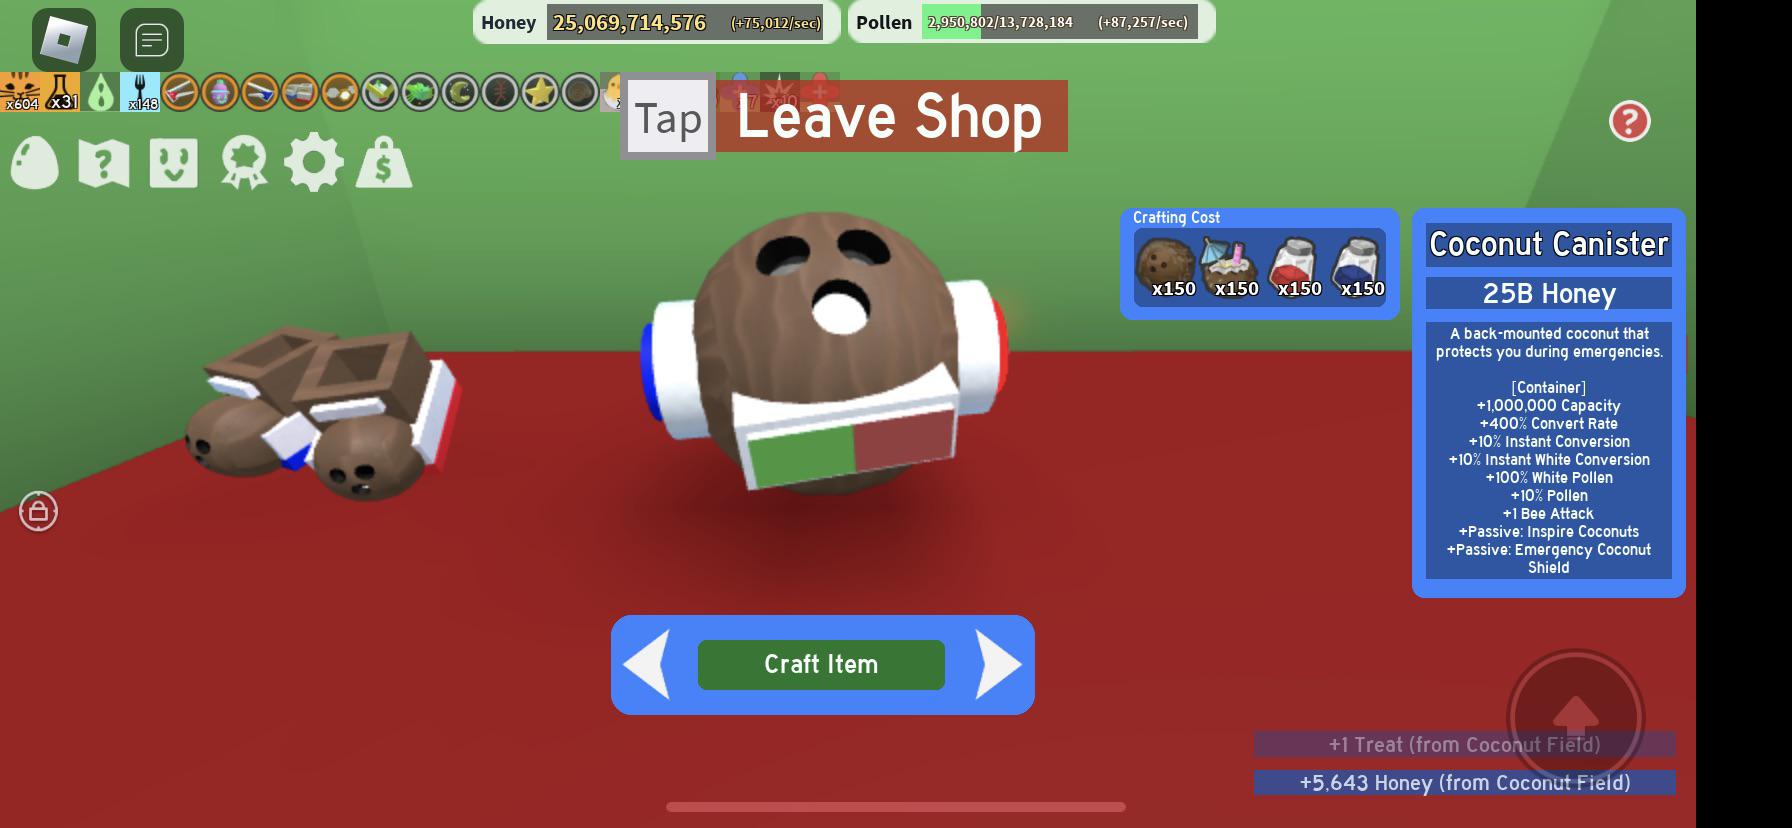 Honey 25,069,714,576 (+75,012/sec)
Pollen 2,950,802/13,728,184 (+87,257/sec)
x604 x31 x148
Tap Leave Shop
?
?
$
Crafting Cost
x150 x150 x150 x150
Coconut Canister
25B Honey
A back-mounted coconut that
protects you during emergencies.
[Container]
+1,000,000 Capacity
+400% Convert Rate
+10% Instant Conversion
+10% Instant White Conversion
+100% White Pollen
+10% Pollen
+1 Bee Attack
+Passive: Inspire Coconuts
+Passive: Emergency Coconut
Shield
Craft Item
+1 Treat (from Coconut Field)
+5,643 Honey (from Coconut Field)